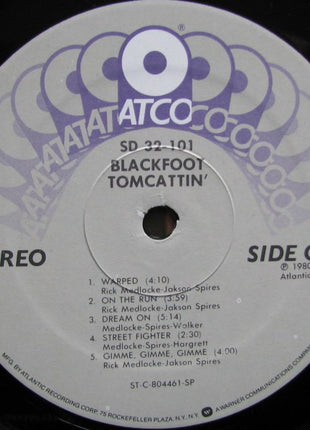 ATCO
SD 32-101
BLACKFOOT
TOMCATTIN'
REO
SIDE O
℗ 1980
Atlantic
1. WARPED (4:10)
Rick Medlocke-Jakson Spires
2. ON THE RUN (3:59)
Rick Medlocke-Jakson Spires
3. DREAM ON (5:14)
Medlocke-Spires-Walker
4. STREET FIGHTER (2:30)
Medlocke-Spires-Hargrett
5. GIMME, GIMME, GIMME (4:00)
Rick Medlocke-Jakson Spires
ST-C-804461-SP
MFG. BY ATLANTIC RECORDING CORP. 75 ROCKEFELLER PLAZA, N.Y. N.Y. W A WARNER COMMUNICATIONS COMPANY